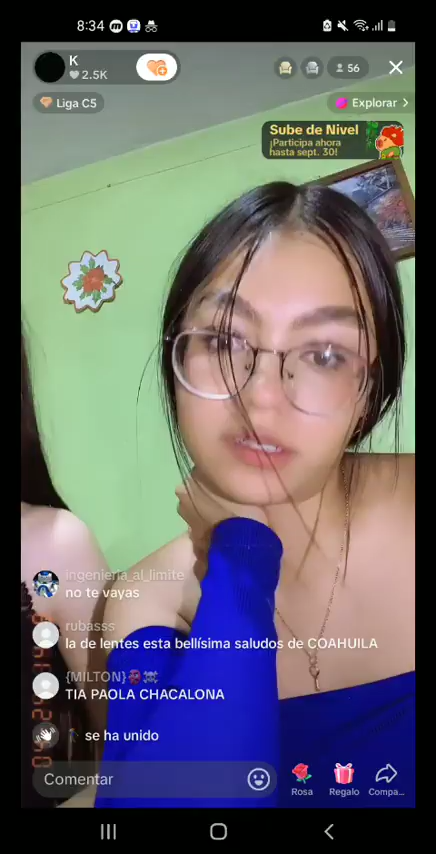 8:34
K
2.5K
56
Liga C5
Explorar
Sube de Nivel
¡Participa ahora
hasta sept. 30!
ingenieria_al_limite
no te vayas
rubasss
la de lentes esta bellísima saludos de COAHUILA
{MILTON}
TIA PAOLA CHACALONA
se ha unido
Comentar
Rosa
Regalo
Compa...